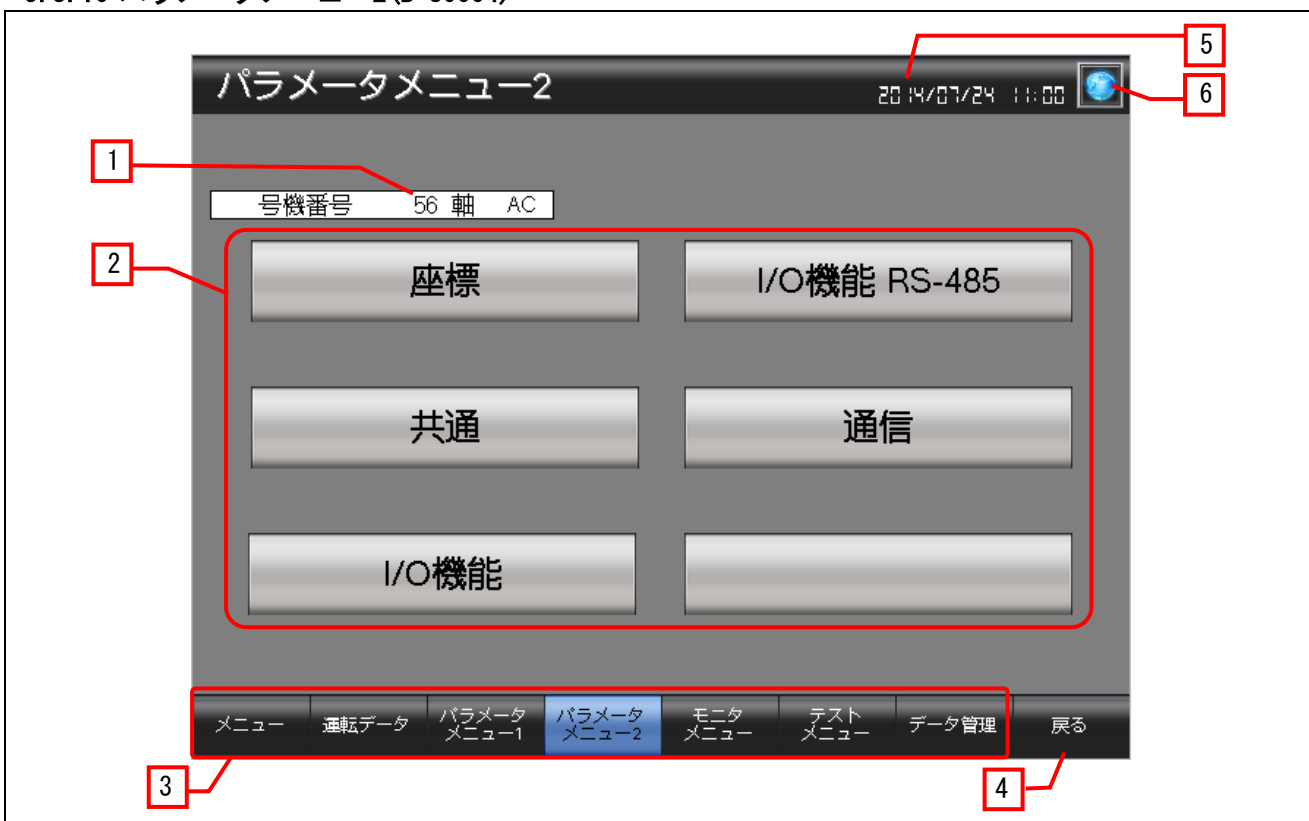 パラメータメニュー2
2014/07/24 11:00
5
6
1
号機番号 56 軸 AC
2
座標
I/O機能 RS-485
共通
通信
I/O機能
メニュー
運転データ
パラメータ
メニュー1
パラメータ
メニュー2
モニタ
メニュー
テスト
メニュー
データ管理
戻る
3
4